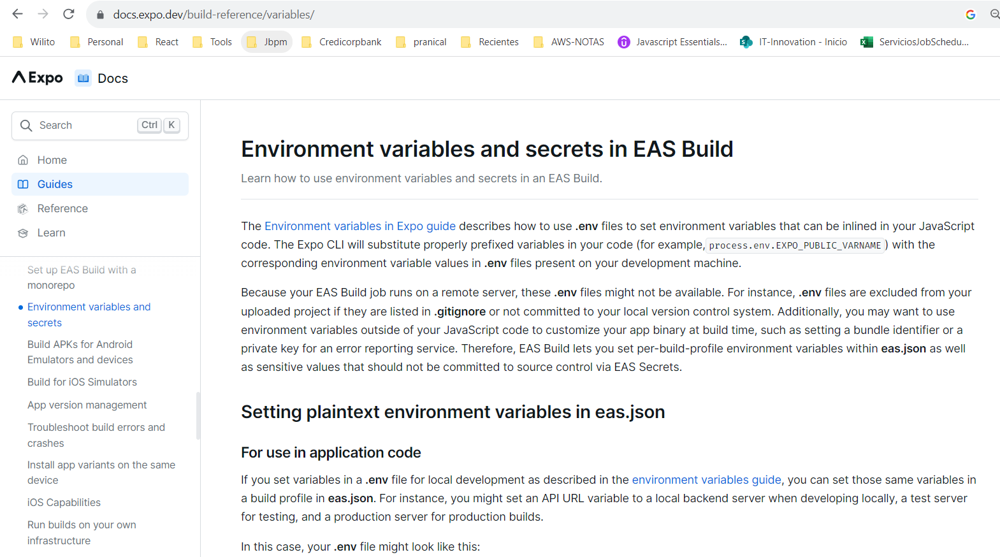 docs.expo.dev/build-reference/variables/
Wilito Personal React Tools Jbpm Credicorpbank pranical Recientes AWS-NOTAS Javascript Essentials... IT-Innovation - Inicio ServiciosJobSchedu...
Expo Docs
Search Ctrl K
Home
Guides
Reference
Learn
Set up EAS Build with a
monorepo
Environment variables and
secrets
Build APKs for Android
Emulators and devices
Build for iOS Simulators
App version management
Troubleshoot build errors and
crashes
Install app variants on the same
device
iOS Capabilities
Run builds on your own
infrastructure
Environment variables and secrets in EAS Build
Learn how to use environment variables and secrets in an EAS Build.
The Environment variables in Expo guide describes how to use .env files to set environment variables that can be inlined in your JavaScript
code. The Expo CLI will substitute properly prefixed variables in your code (for example, process.env.EXPO_PUBLIC_VARNAME) with the
corresponding environment variable values in .env files present on your development machine.
Because your EAS Build job runs on a remote server, these .env files might not be available. For instance, .env files are excluded from your
uploaded project if they are listed in .gitignore or not committed to your local version control system. Additionally, you may want to use
environment variables outside of your JavaScript code to customize your app binary at build time, such as setting a bundle identifier or a
private key for an error reporting service. Therefore, EAS Build lets you set per-build-profile environment variables within eas.json as well
as sensitive values that should not be committed to source control via EAS Secrets.
Setting plaintext environment variables in eas.json
For use in application code
If you set variables in a .env file for local development as described in the environment variables guide, you can set those same variables in
a build profile in eas.json. For instance, you might set an API URL variable to a local backend server when developing locally, a test server
for testing, and a production server for production builds.
In this case, your .env file might look like this: